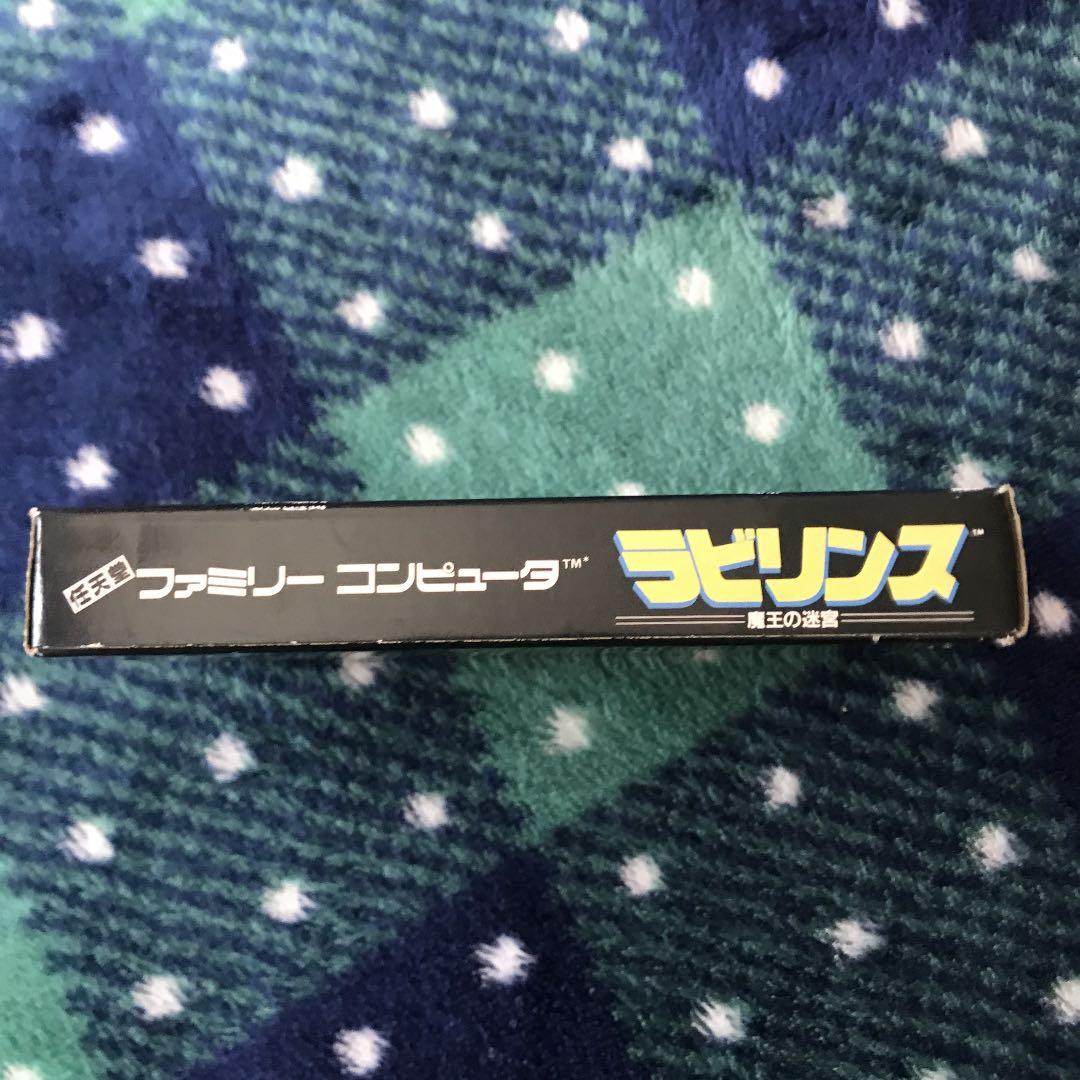 任天堂 ファミリー コンピュータ™*
ラビリンス™
魔王の迷宮